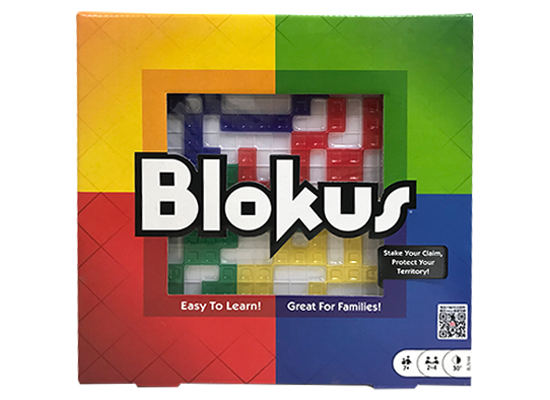 Blokus
Stake Your Claim,
Protect Your
Territory!
Easy To Learn! Great For Families!
7+ 2-4 30'